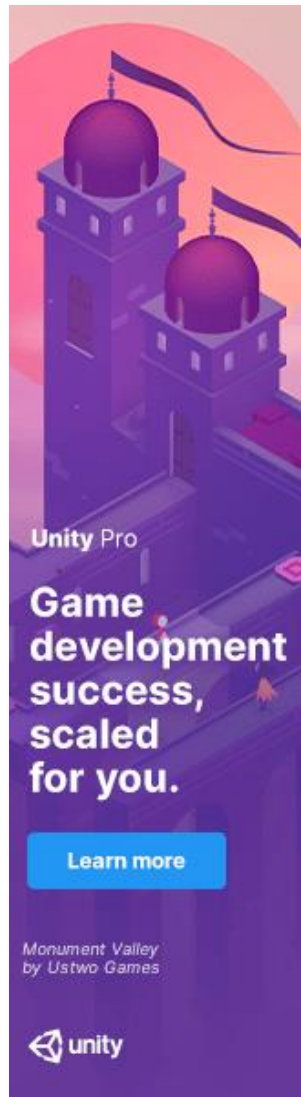 Unity Pro
Game
development
success,
scaled
for you.
Learn more
Monument Valley
by Ustwo Games
unity